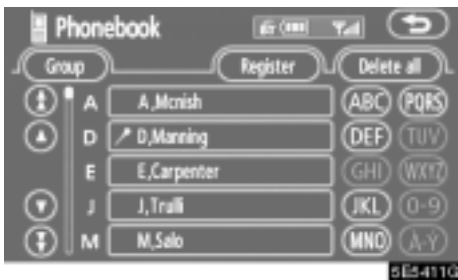 Phonebook
Group Register Delete all
A A,Mcnish ABC PQRS
D D,Manning DEF TUV
E E,Carpenter GHI WXYZ
J J,Trulli JKL 0-9
M M,Salo MNO À-Ý
5E5411G